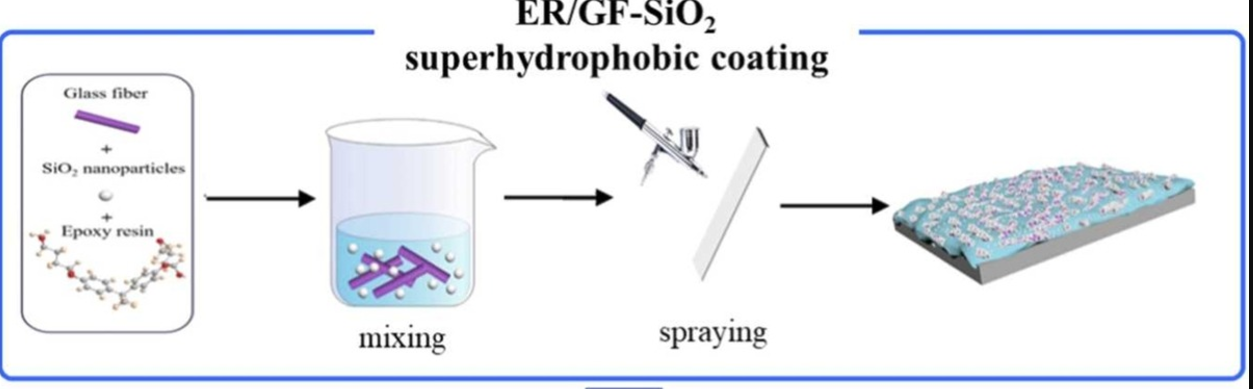 ER/GF-SiO₂
superhydrophobic coating
Glass fiber
+
SiO₂ nanoparticles
+
Epoxy resin
mixing
spraying